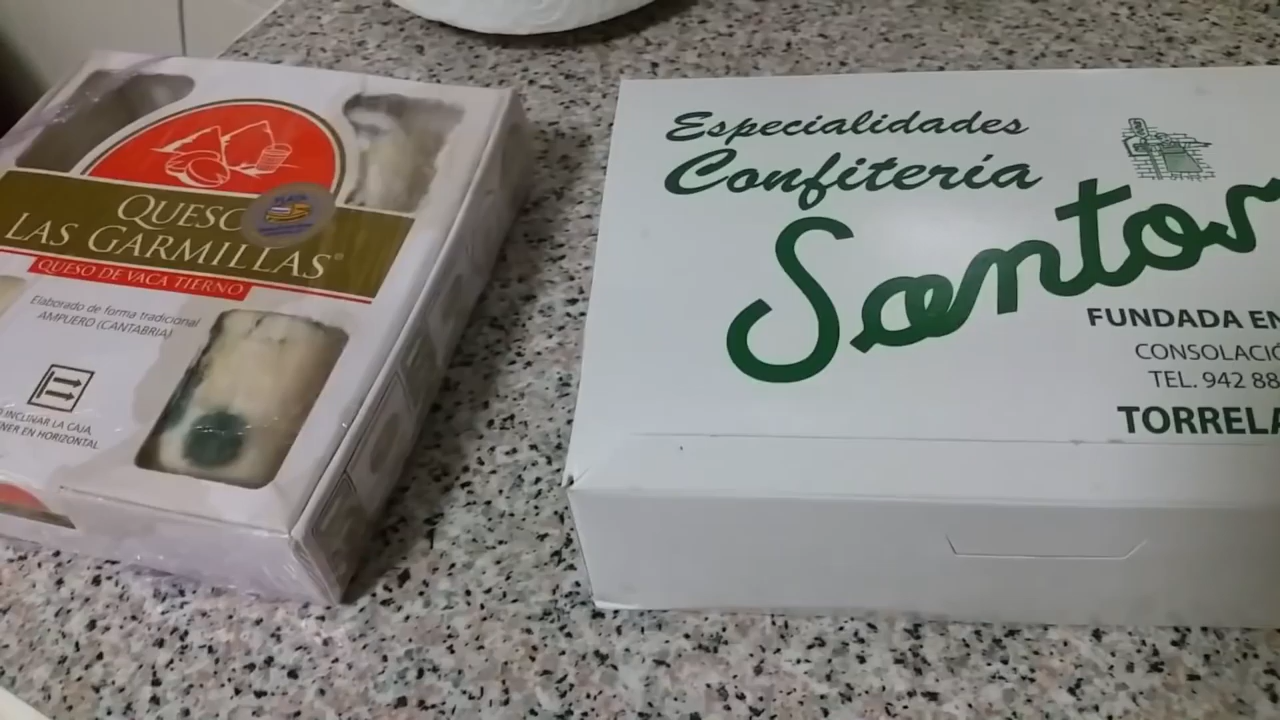 QUESO
LAS GARMILLAS®
QUESO DE VACA TIERNO
Elaborado de forma tradicional
AMPUERO (CANTABRIA)
INCLINAR LA CAJA,
EN HORIZONTAL
Especialidades
Confitería
Santos
FUNDADA EN
CONSOLACIÓ
TEL. 942 88
TORRELA